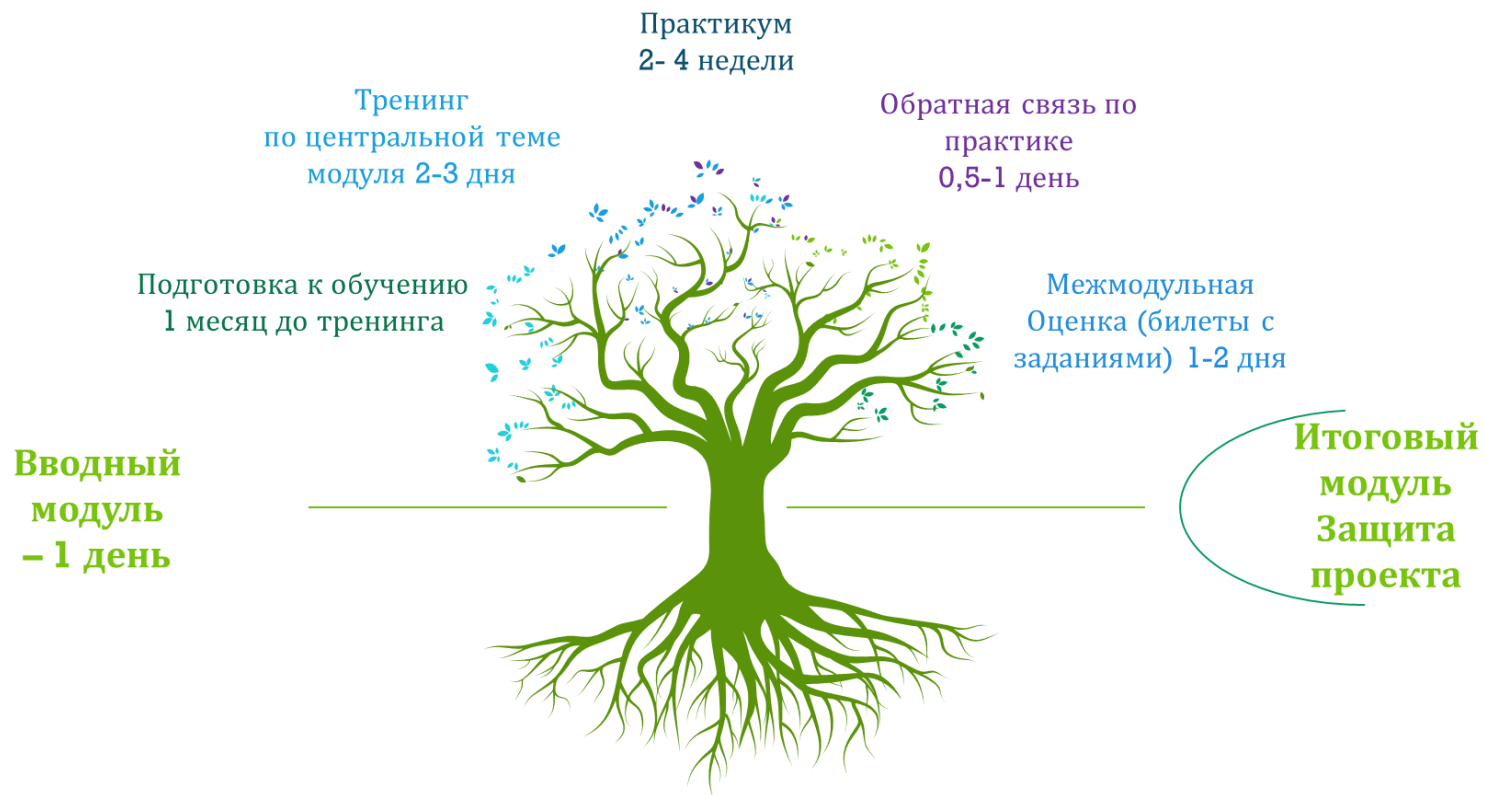 Практикум
2- 4 недели
Тренинг
по центральной теме
модуля 2-3 дня
Обратная связь по
практике
0,5-1 день
Подготовка к обучению
1 месяц до тренинга
Межмодульная
Оценка (билеты с
заданиями) 1-2 дня
Вводный
модуль
– 1 день
Итоговый
модуль
Защита
проекта